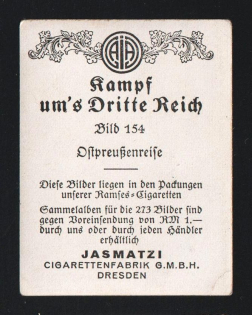 AJA
Kampf
um's Dritte Reich
Bild 154
Ostpreußenreise
Diese Bilder liegen in den Packungen
unserer Ramses=Cigaretten
Sammelalben für die 273 Bilder sind
gegen Voreinsendung von RM 1.—
durch uns oder durch jeden Händler
erhältlich
JASMATZI
CIGARETTENFABRIK G.M.B.H.
DRESDEN